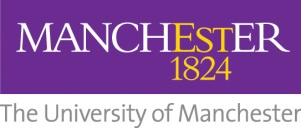 MANCHEsTER
1824
The University of Manchester